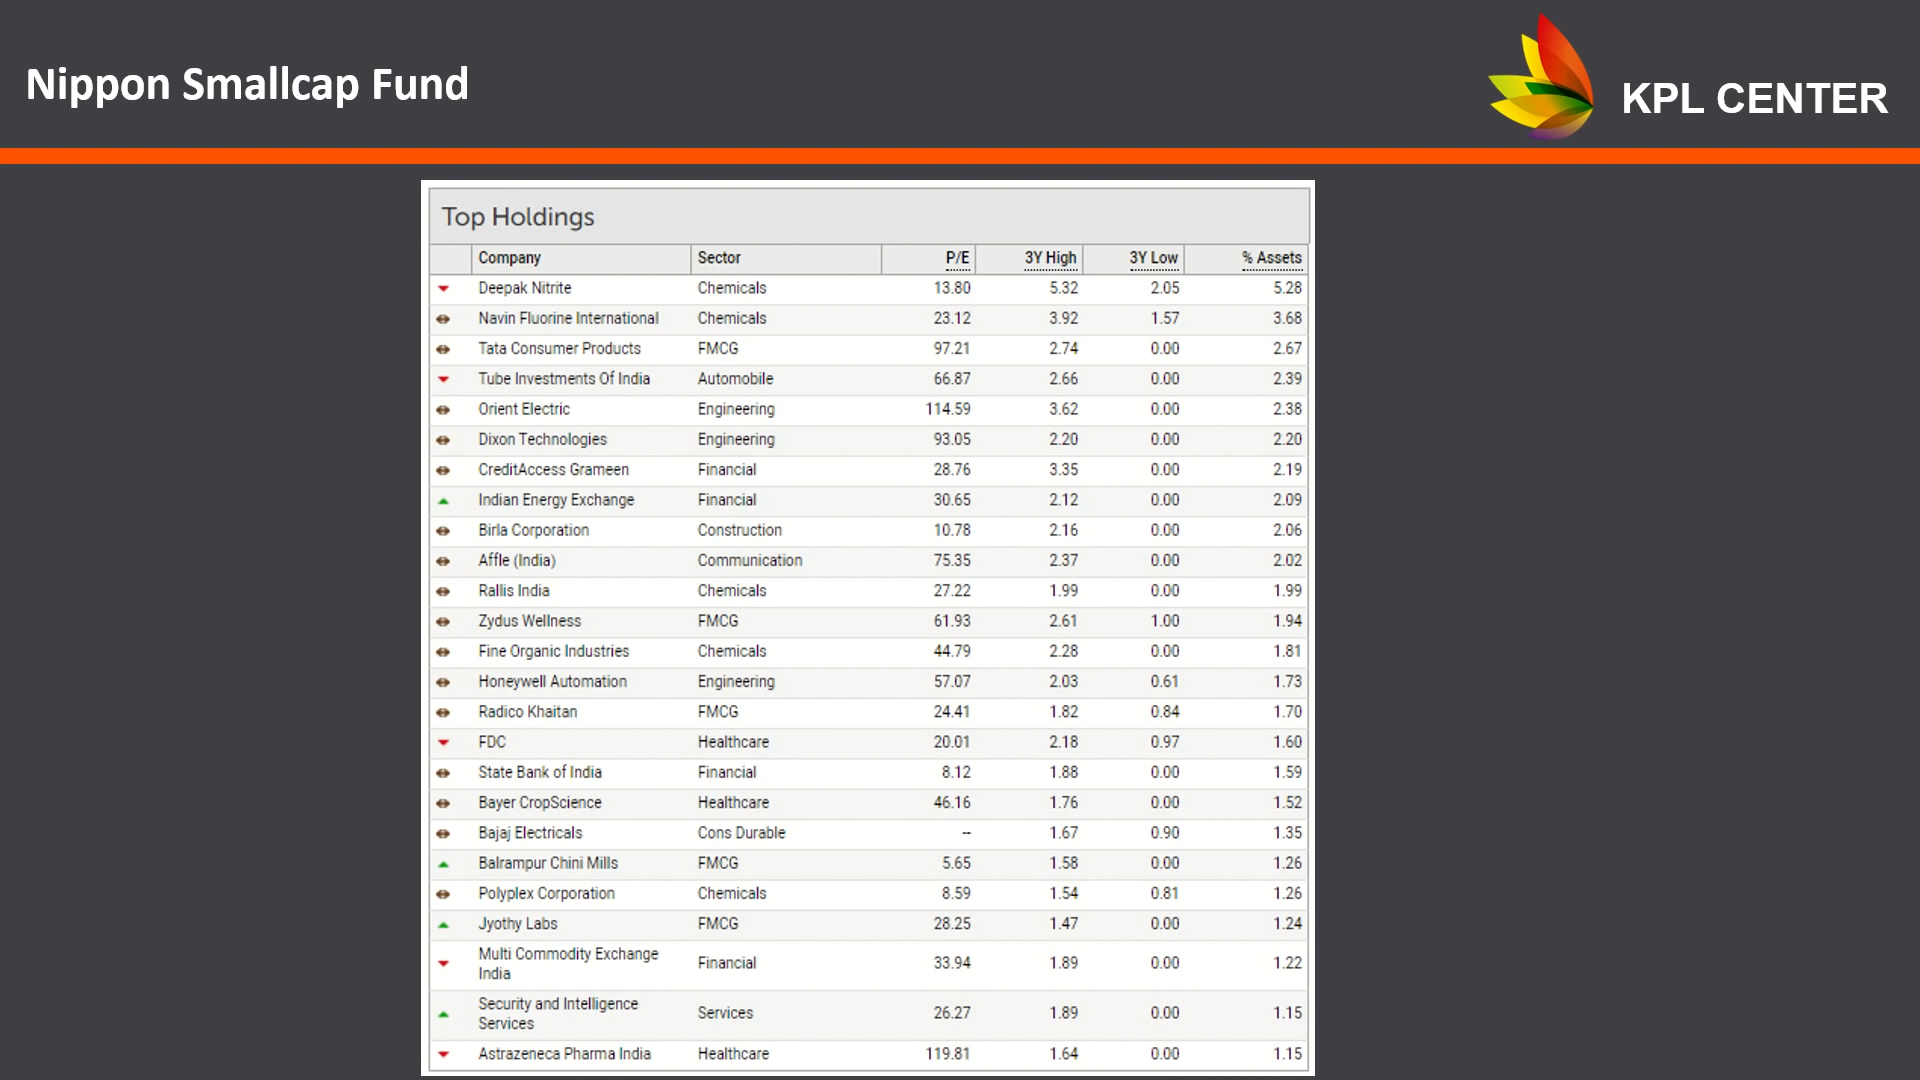 Nippon Smallcap Fund
KPL CENTER
Top Holdings
Company Sector P/E 3Y High 3Y Low % Assets
Deepak Nitrite Chemicals 13.80 5.32 2.05 5.28
Navin Fluorine International Chemicals 23.12 3.92 1.57 3.68
Tata Consumer Products FMCG 97.21 2.74 0.00 2.67
Tube Investments Of India Automobile 66.87 2.66 0.00 2.39
Orient Electric Engineering 114.59 3.62 0.00 2.38
Dixon Technologies Engineering 93.05 2.20 0.00 2.20
CreditAccess Grameen Financial 28.76 3.35 0.00 2.19
Indian Energy Exchange Financial 30.65 2.12 0.00 2.09
Birla Corporation Construction 10.78 2.16 0.00 2.06
Affle (India) Communication 75.35 2.37 0.00 2.02
Rallis India Chemicals 27.22 1.99 0.00 1.99
Zydus Wellness FMCG 61.93 2.61 1.00 1.94
Fine Organic Industries Chemicals 44.79 2.28 0.00 1.81
Honeywell Automation Engineering 57.07 2.03 0.61 1.73
Radico Khaitan FMCG 24.41 1.82 0.84 1.70
FDC Healthcare 20.01 2.18 0.97 1.60
State Bank of India Financial 8.12 1.88 0.00 1.59
Bayer CropScience Healthcare 46.16 1.76 0.00 1.52
Bajaj Electricals Cons Durable -- 1.67 0.90 1.35
Balrampur Chini Mills FMCG 5.65 1.58 0.00 1.26
Polyplex Corporation Chemicals 8.59 1.54 0.81 1.26
Jyothy Labs FMCG 28.25 1.47 0.00 1.24
Multi Commodity Exchange
India Financial 33.94 1.89 0.00 1.22
Security and Intelligence
Services Services 26.27 1.89 0.00 1.15
Astrazeneca Pharma India Healthcare 119.81 1.64 0.00 1.15